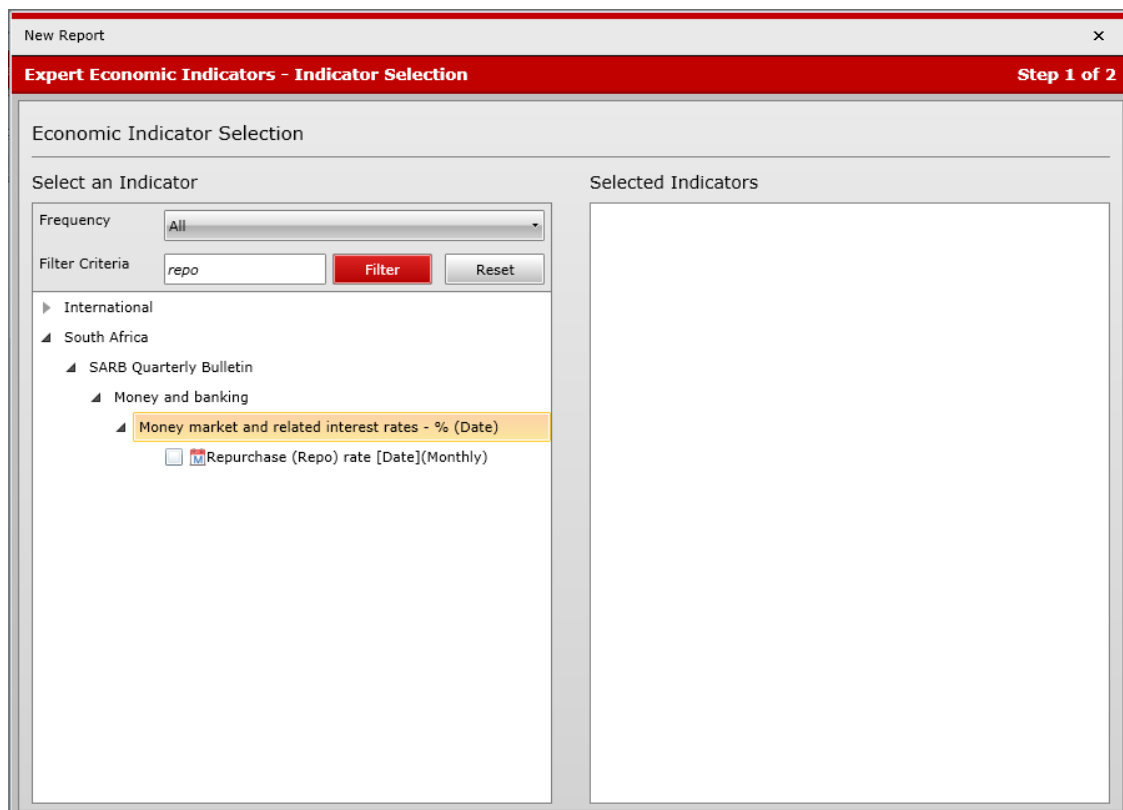 New Report
Expert Economic Indicators - Indicator Selection Step 1 of 2
Economic Indicator Selection
Select an Indicator
Frequency All
Filter Criteria repo Filter Reset
International
South Africa
SARB Quarterly Bulletin
Money and banking
Money market and related interest rates - % (Date)
M Repurchase (Repo) rate [Date](Monthly)
Selected Indicators